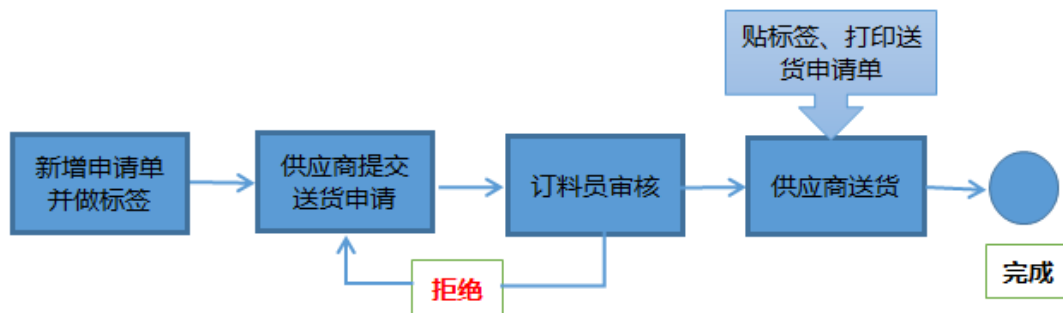 贴标签、打印送
货申请单
新增申请单
并做标签
供应商提交
送货申请
订料员审核
供应商送货
拒绝
完成